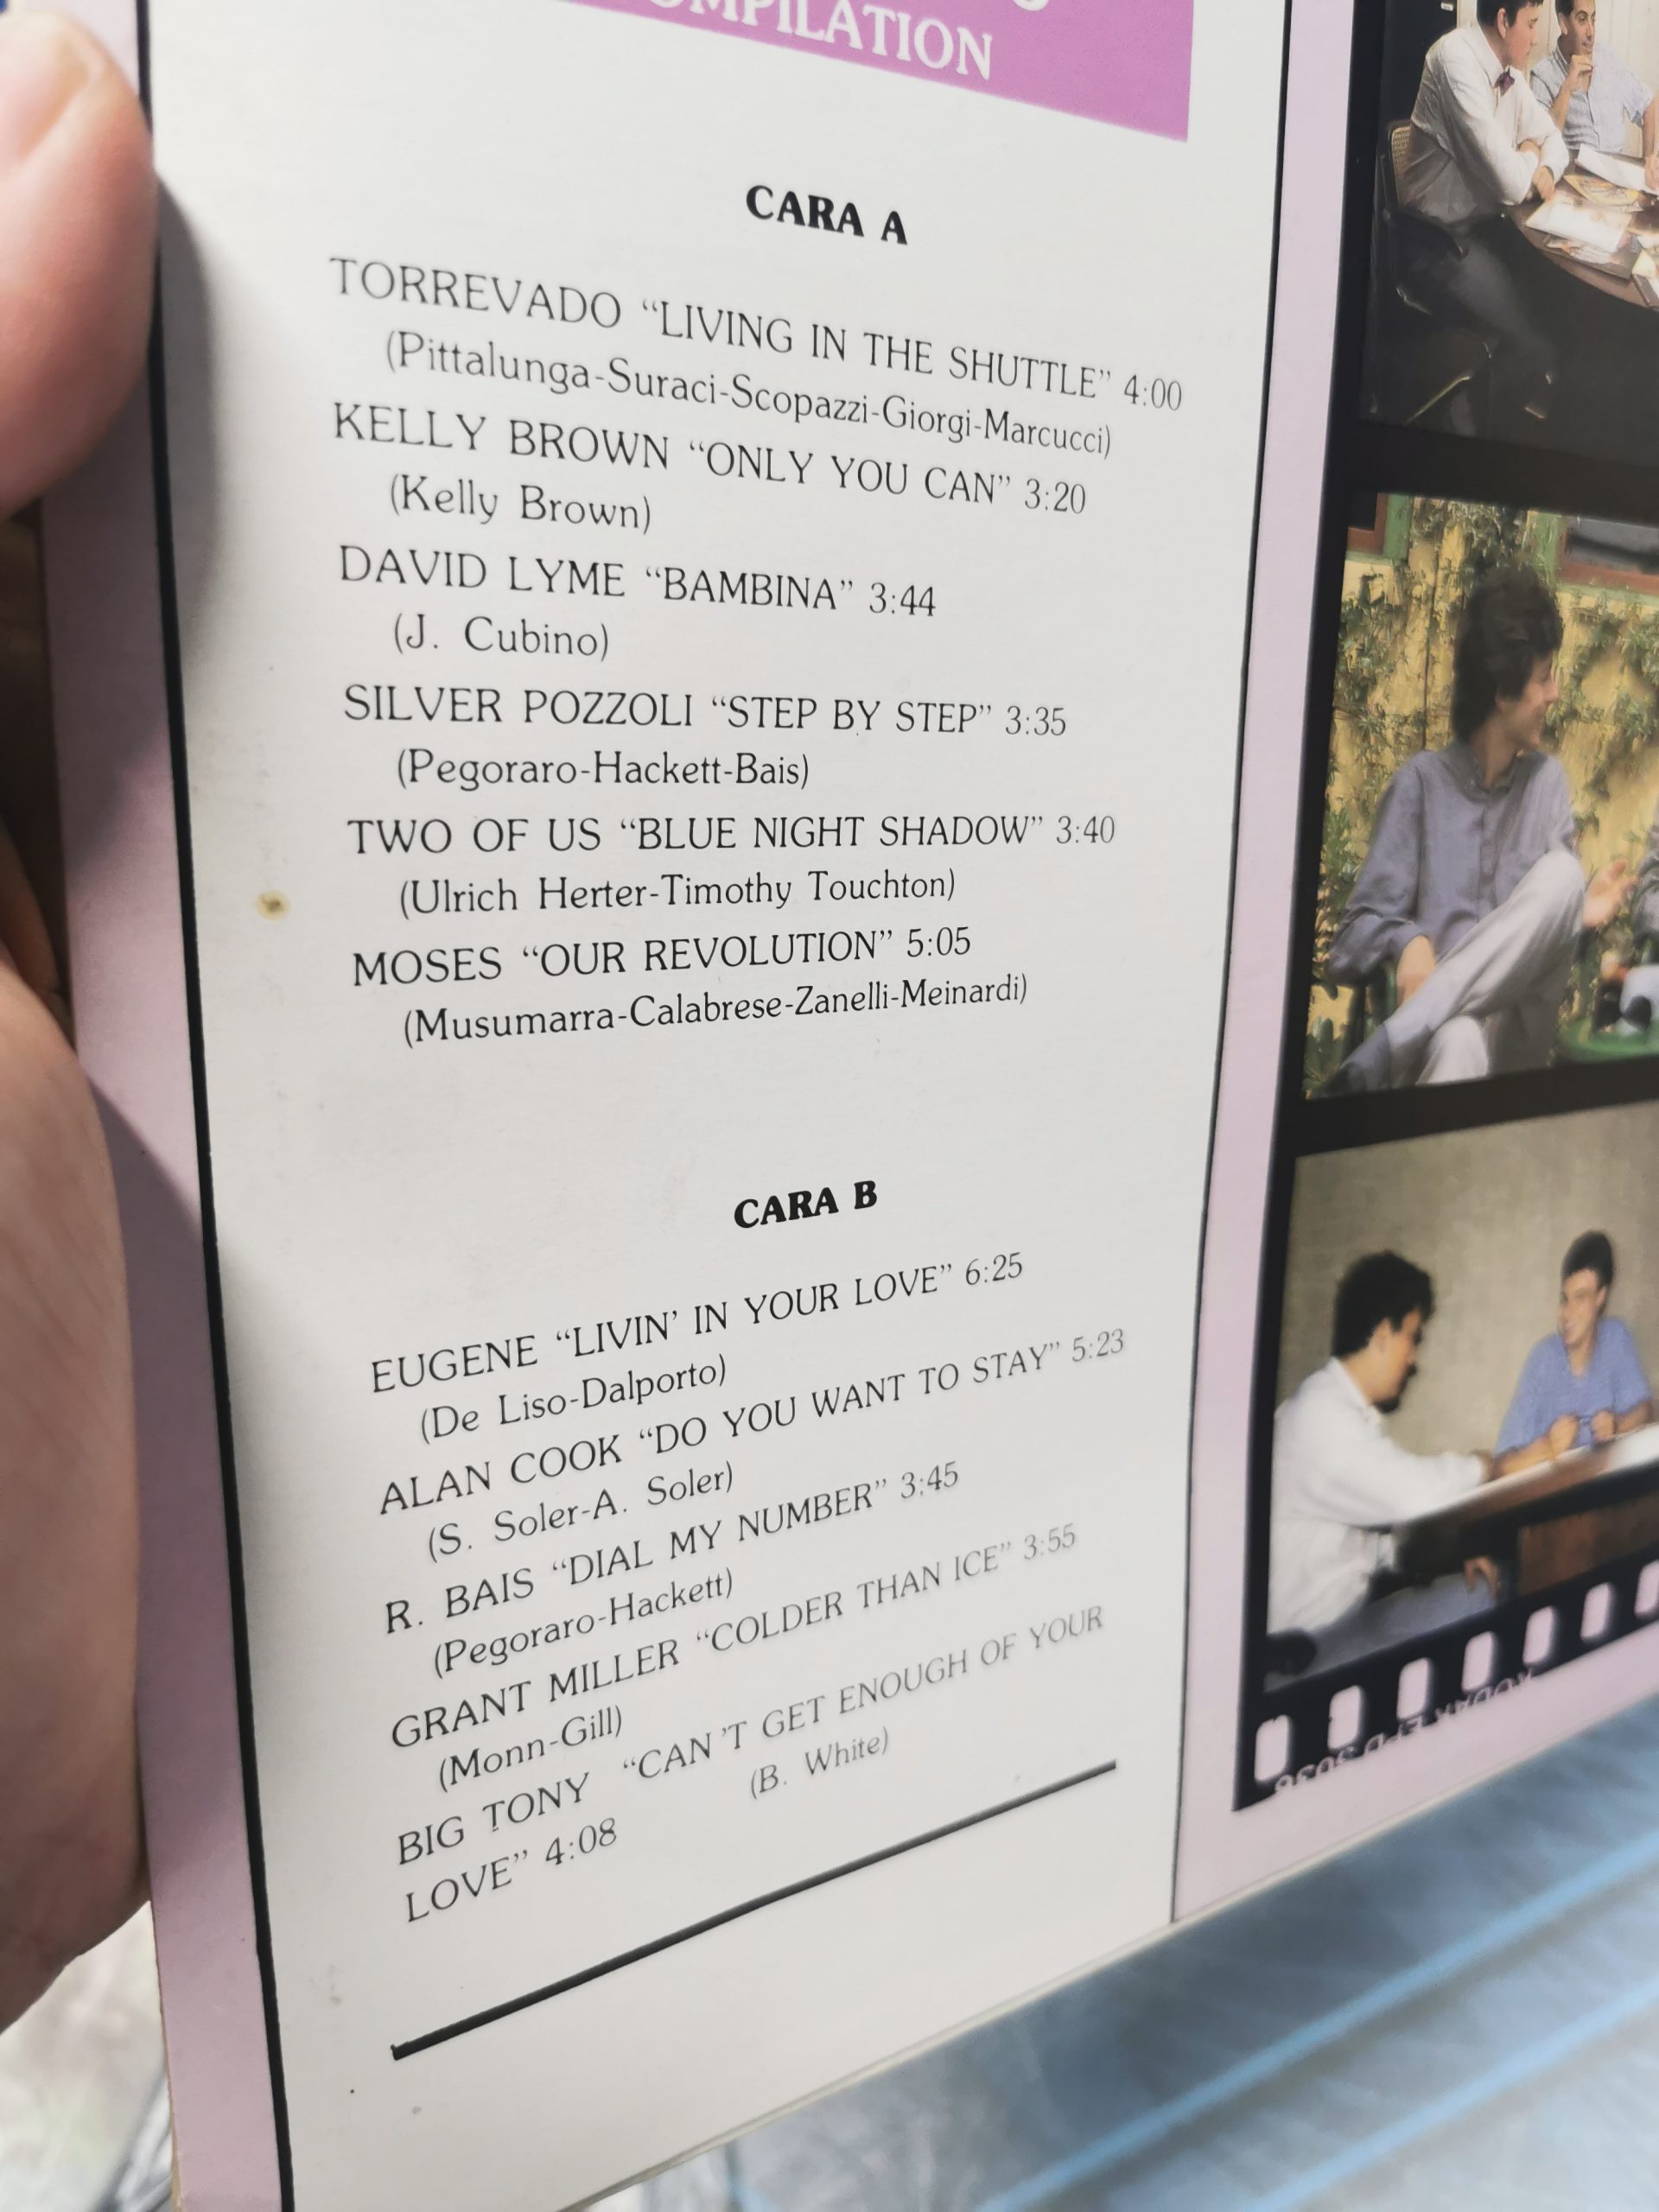 COMPILATION
CARA A
TORREVADO “LIVING IN THE SHUTTLE” 4:00
(Pittalunga-Suraci-Scopazzi-Giorgi-Marcucci)
KELLY BROWN “ONLY YOU CAN” 3:20
(Kelly Brown)
DAVID LYME “BAMBINA” 3:44
(J. Cubino)
SILVER POZZOLI “STEP BY STEP” 3:35
(Pegoraro-Hackett-Bais)
TWO OF US “BLUE NIGHT SHADOW” 3:40
(Ulrich Herter-Timothy Touchton)
MOSES “OUR REVOLUTION” 5:05
(Musumarra-Calabrese-Zanelli-Meinardi)
CARA B
EUGENE “LIVIN’ IN YOUR LOVE” 6:25
(De Liso-Dalporto)
ALAN COOK “DO YOU WANT TO STAY” 5:23
(S. Soler-A. Soler)
R. BAIS “DIAL MY NUMBER” 3:45
(Pegoraro-Hackett)
GRANT MILLER “COLDER THAN ICE” 3:55
(Monn-Gill)
BIG TONY “CAN ’T GET ENOUGH OF YOUR
LOVE” 4:08 (B. White)